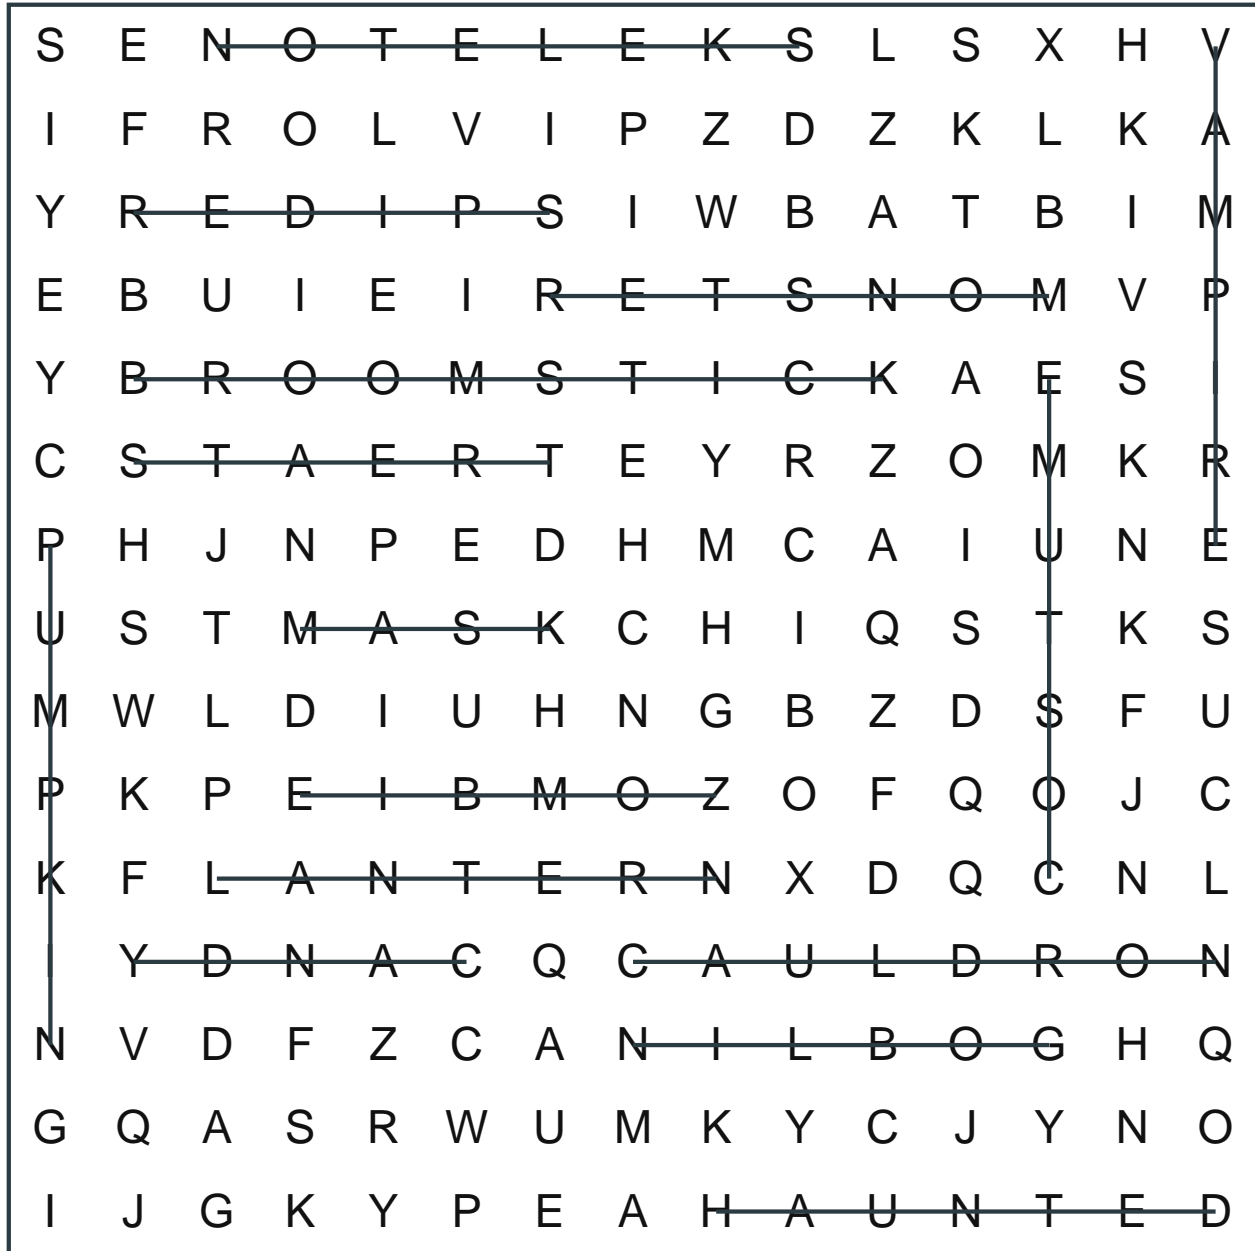 S E N O T E L E K S L S X H V
I F R O L V I P Z D Z K L K A
Y R E D I P S I W B A T B I M
E B U I E I R E T S N O M V P
Y B R O O M S T I C K A E S I
C S T A E R T E Y R Z O M K R
P H J N P E D H M C A I U N E
U S T M A S K C H I Q S T K S
M W L D I U H N G B Z D S F U
P K P E I B M O Z O F Q O J C
K F L A N T E R N X D Q C N L
I Y D N A C Q C A U L D R O N
N V D F Z C A N I L B O G H Q
G Q A S R W U M K Y C J Y N O
I J G K Y P E A H A U N T E D